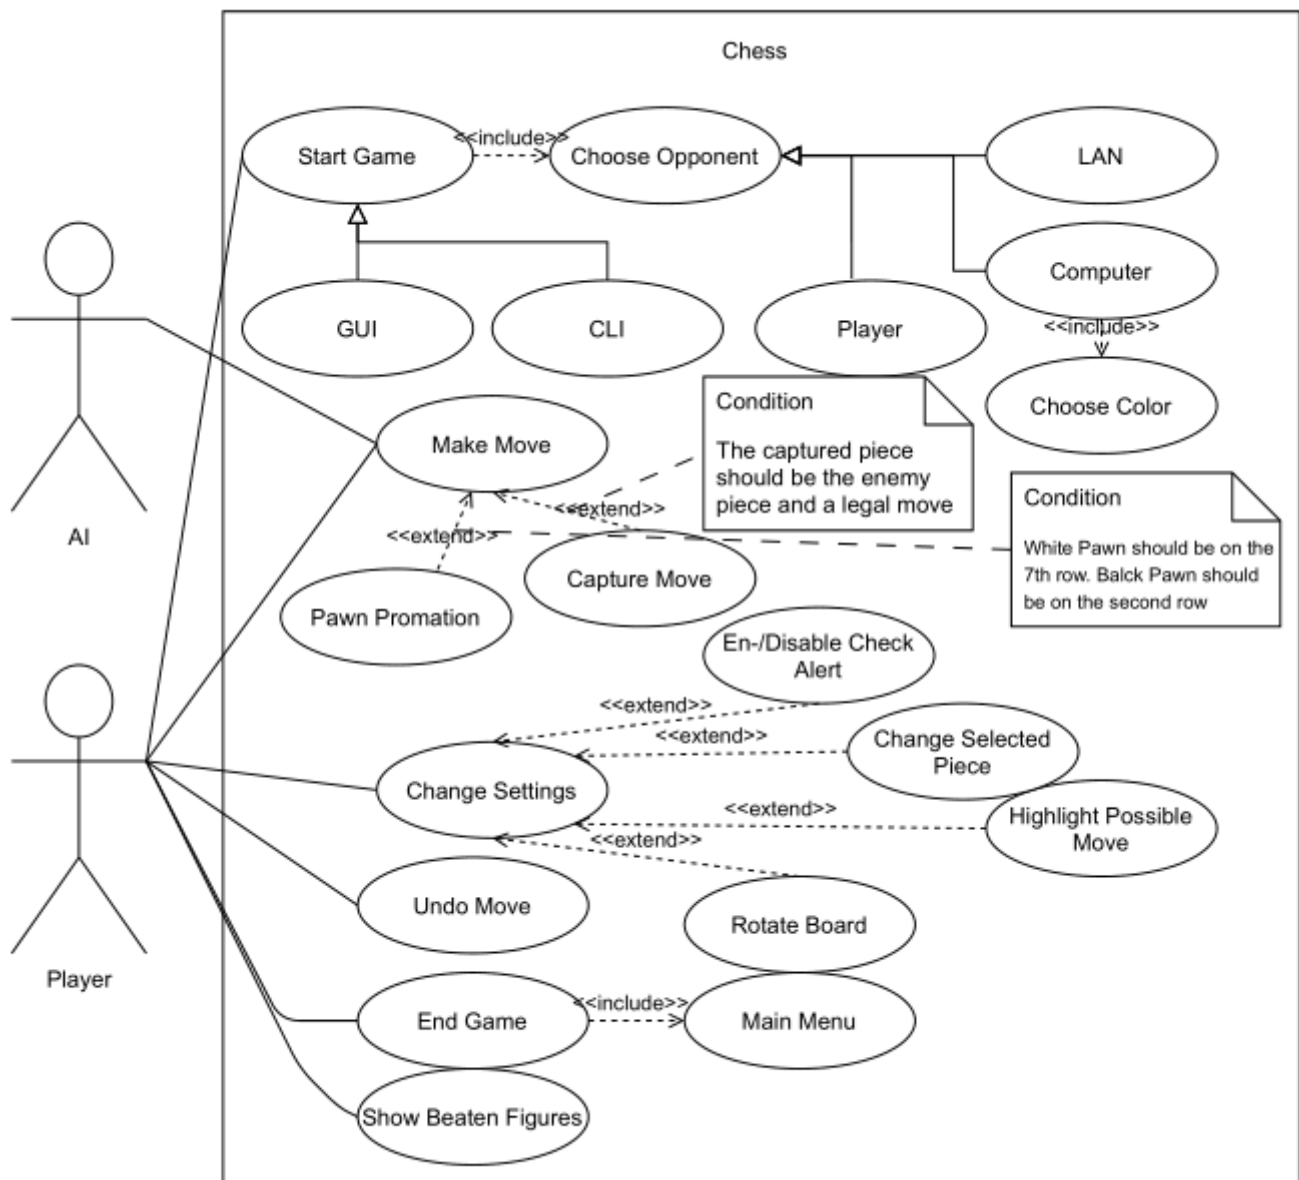 Chess
Start Game
<<include>>
Choose Opponent
LAN
Computer
<<include>>
GUI
CLI
Player
Choose Color
Condition
The captured piece
should be the enemy
piece and a legal move
Make Move
<<extend>>
<<extend>>
Condition
White Pawn should be on the
7th row. Balck Pawn should
be on the second row
AI
Capture Move
Pawn Promation
En-/Disable Check
Alert
<<extend>>
<<extend>>
Change Selected
Piece
Change Settings
<<extend>>
Highlight Possible
Move
<<extend>>
Undo Move
Rotate Board
Player
End Game
<<include>>
Main Menu
Show Beaten Figures